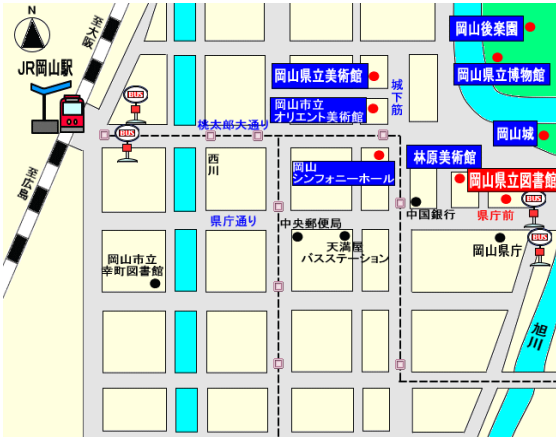 N
至大阪
JR岡山駅
BUS
BUS
至広島
岡山後楽園
岡山県立美術館
城下筋
岡山県立博物館
岡山市立
オリエント美術館
桃太郎大通り
岡山城
西川
岡山
シンフォニーホール
林原美術館
岡山県立図書館
BUS
県庁通り
中国銀行
県庁前
中央郵便局
天満屋
バスステーション
岡山県庁
BUS
岡山市立
幸町図書館
旭川